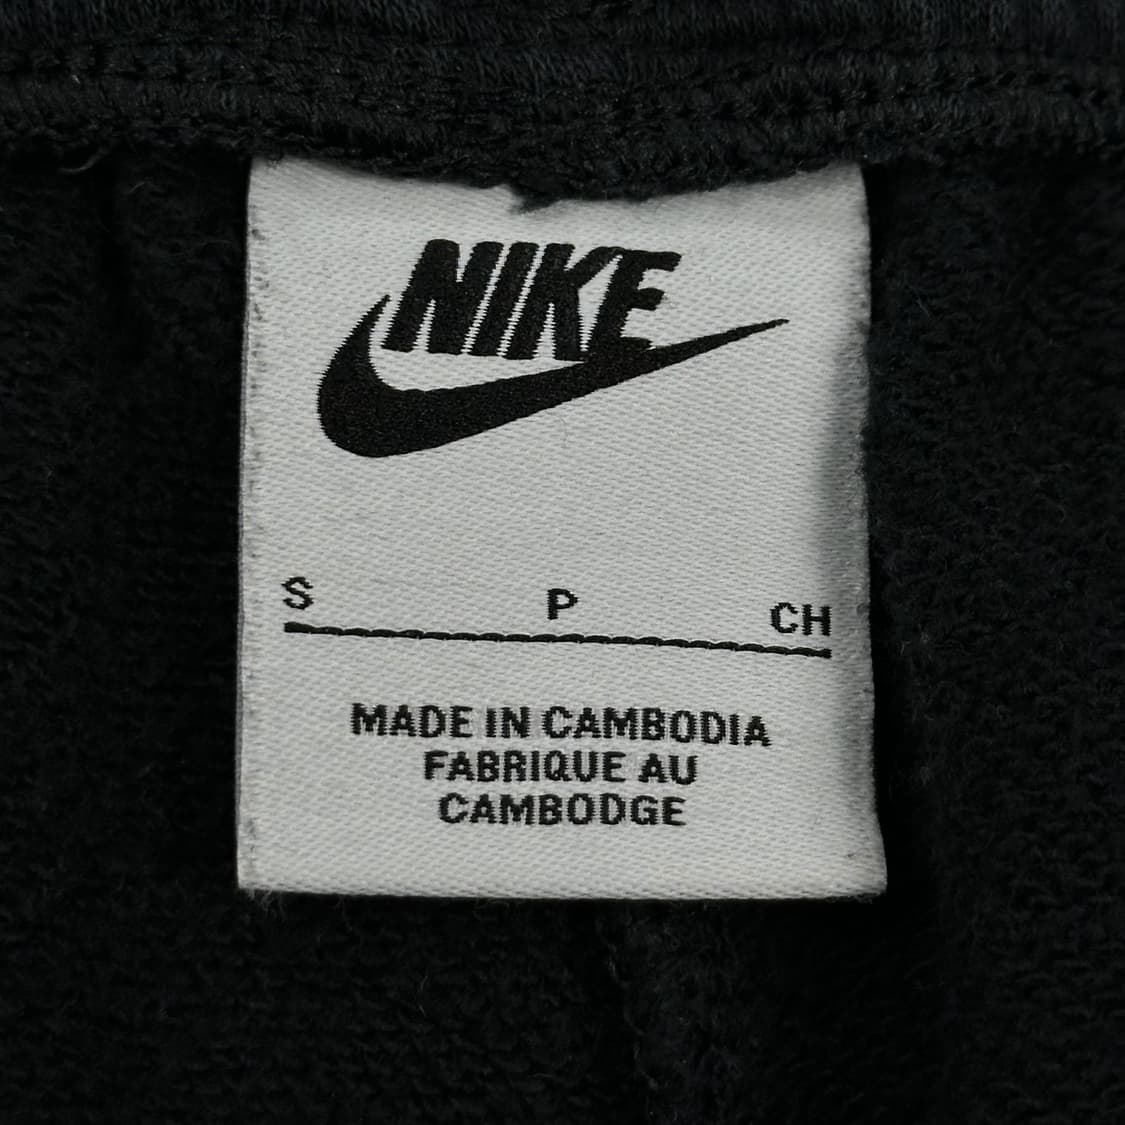 NIKE
S P CH
MADE IN CAMBODIA
FABRIQUE AU
CAMBODGE